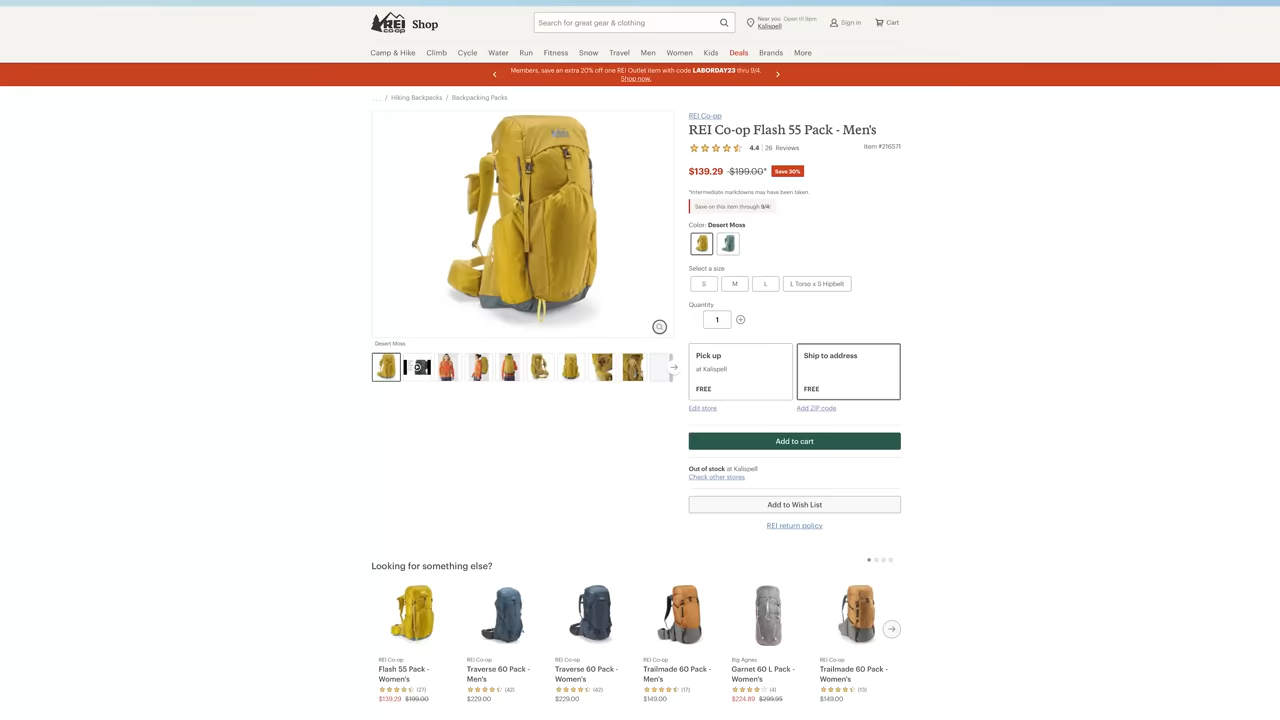 REI
CO·OP
Shop
Search for great gear & clothing
Near you: Open til 9pm
Kalispell
Sign in
Cart
Camp & Hike Climb Cycle Water Run Fitness Snow Travel Men Women Kids Deals Brands More
Members, save an extra 20% off one REI Outlet item with code LABORDAY23 thru 9/4.
Shop now.
... / Hiking Backpacks / Backpacking Packs
REI Co-op
REI Co-op Flash 55 Pack - Men's
4.4 | 26 Reviews
Item #216571
$139.29 $199.00* Save 30%
*Intermediate markdowns may have been taken.
Save on this item through 9/4!
Color: Desert Moss
Select a size
S M L L Torso x S Hipbelt
Quantity
1
Desert Moss
Pick up
at Kalispell
FREE
Ship to address
FREE
Edit store
Add ZIP code
Add to cart
Out of stock at Kalispell
Check other stores
Add to Wish List
REI return policy
Looking for something else?
REI Co-op
Flash 55 Pack -
Women's
(27)
$139.29 $199.00
REI Co-op
Traverse 60 Pack -
Men's
(42)
$229.00
REI Co-op
Traverse 60 Pack -
Women's
(42)
$229.00
REI Co-op
Trailmade 60 Pack -
Men's
(17)
$149.00
Big Agnes
Garnet 60 L Pack -
Women's
(4)
$224.89 $299.95
REI Co-op
Trailmade 60 Pack -
Women's
(13)
$149.00